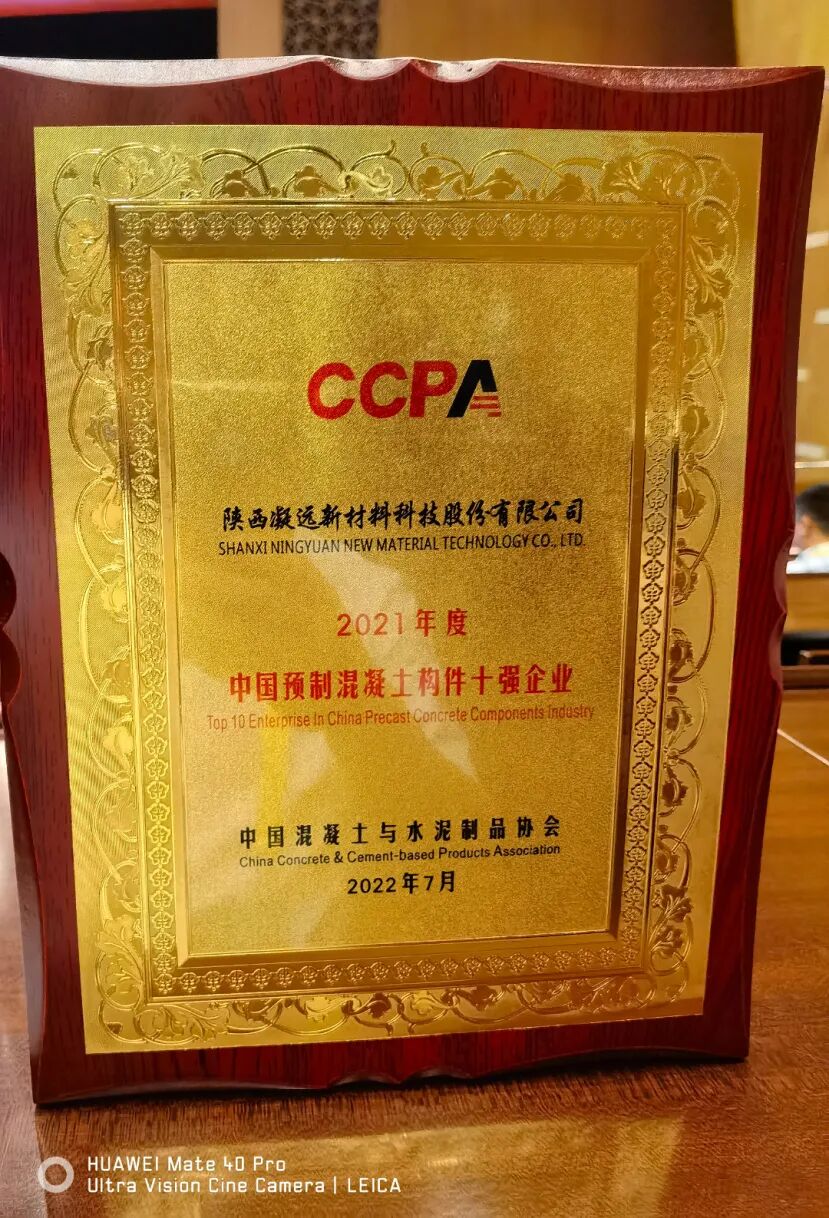 CCPA
陕西凝远新材料科技股份有限公司
SHANXI NINGYUAN NEW MATERIAL TECHNOLOGY CO., LTD.
2021年度
中国预制混凝土构件十强企业
Top 10 Enterprise In China Precast Concrete Components Industry
中国混凝土与水泥制品协会
China Concrete & Cement-based Products Association
2022年7月
HUAWEI Mate 40 Pro
Ultra Vision Cine Camera | LEICA